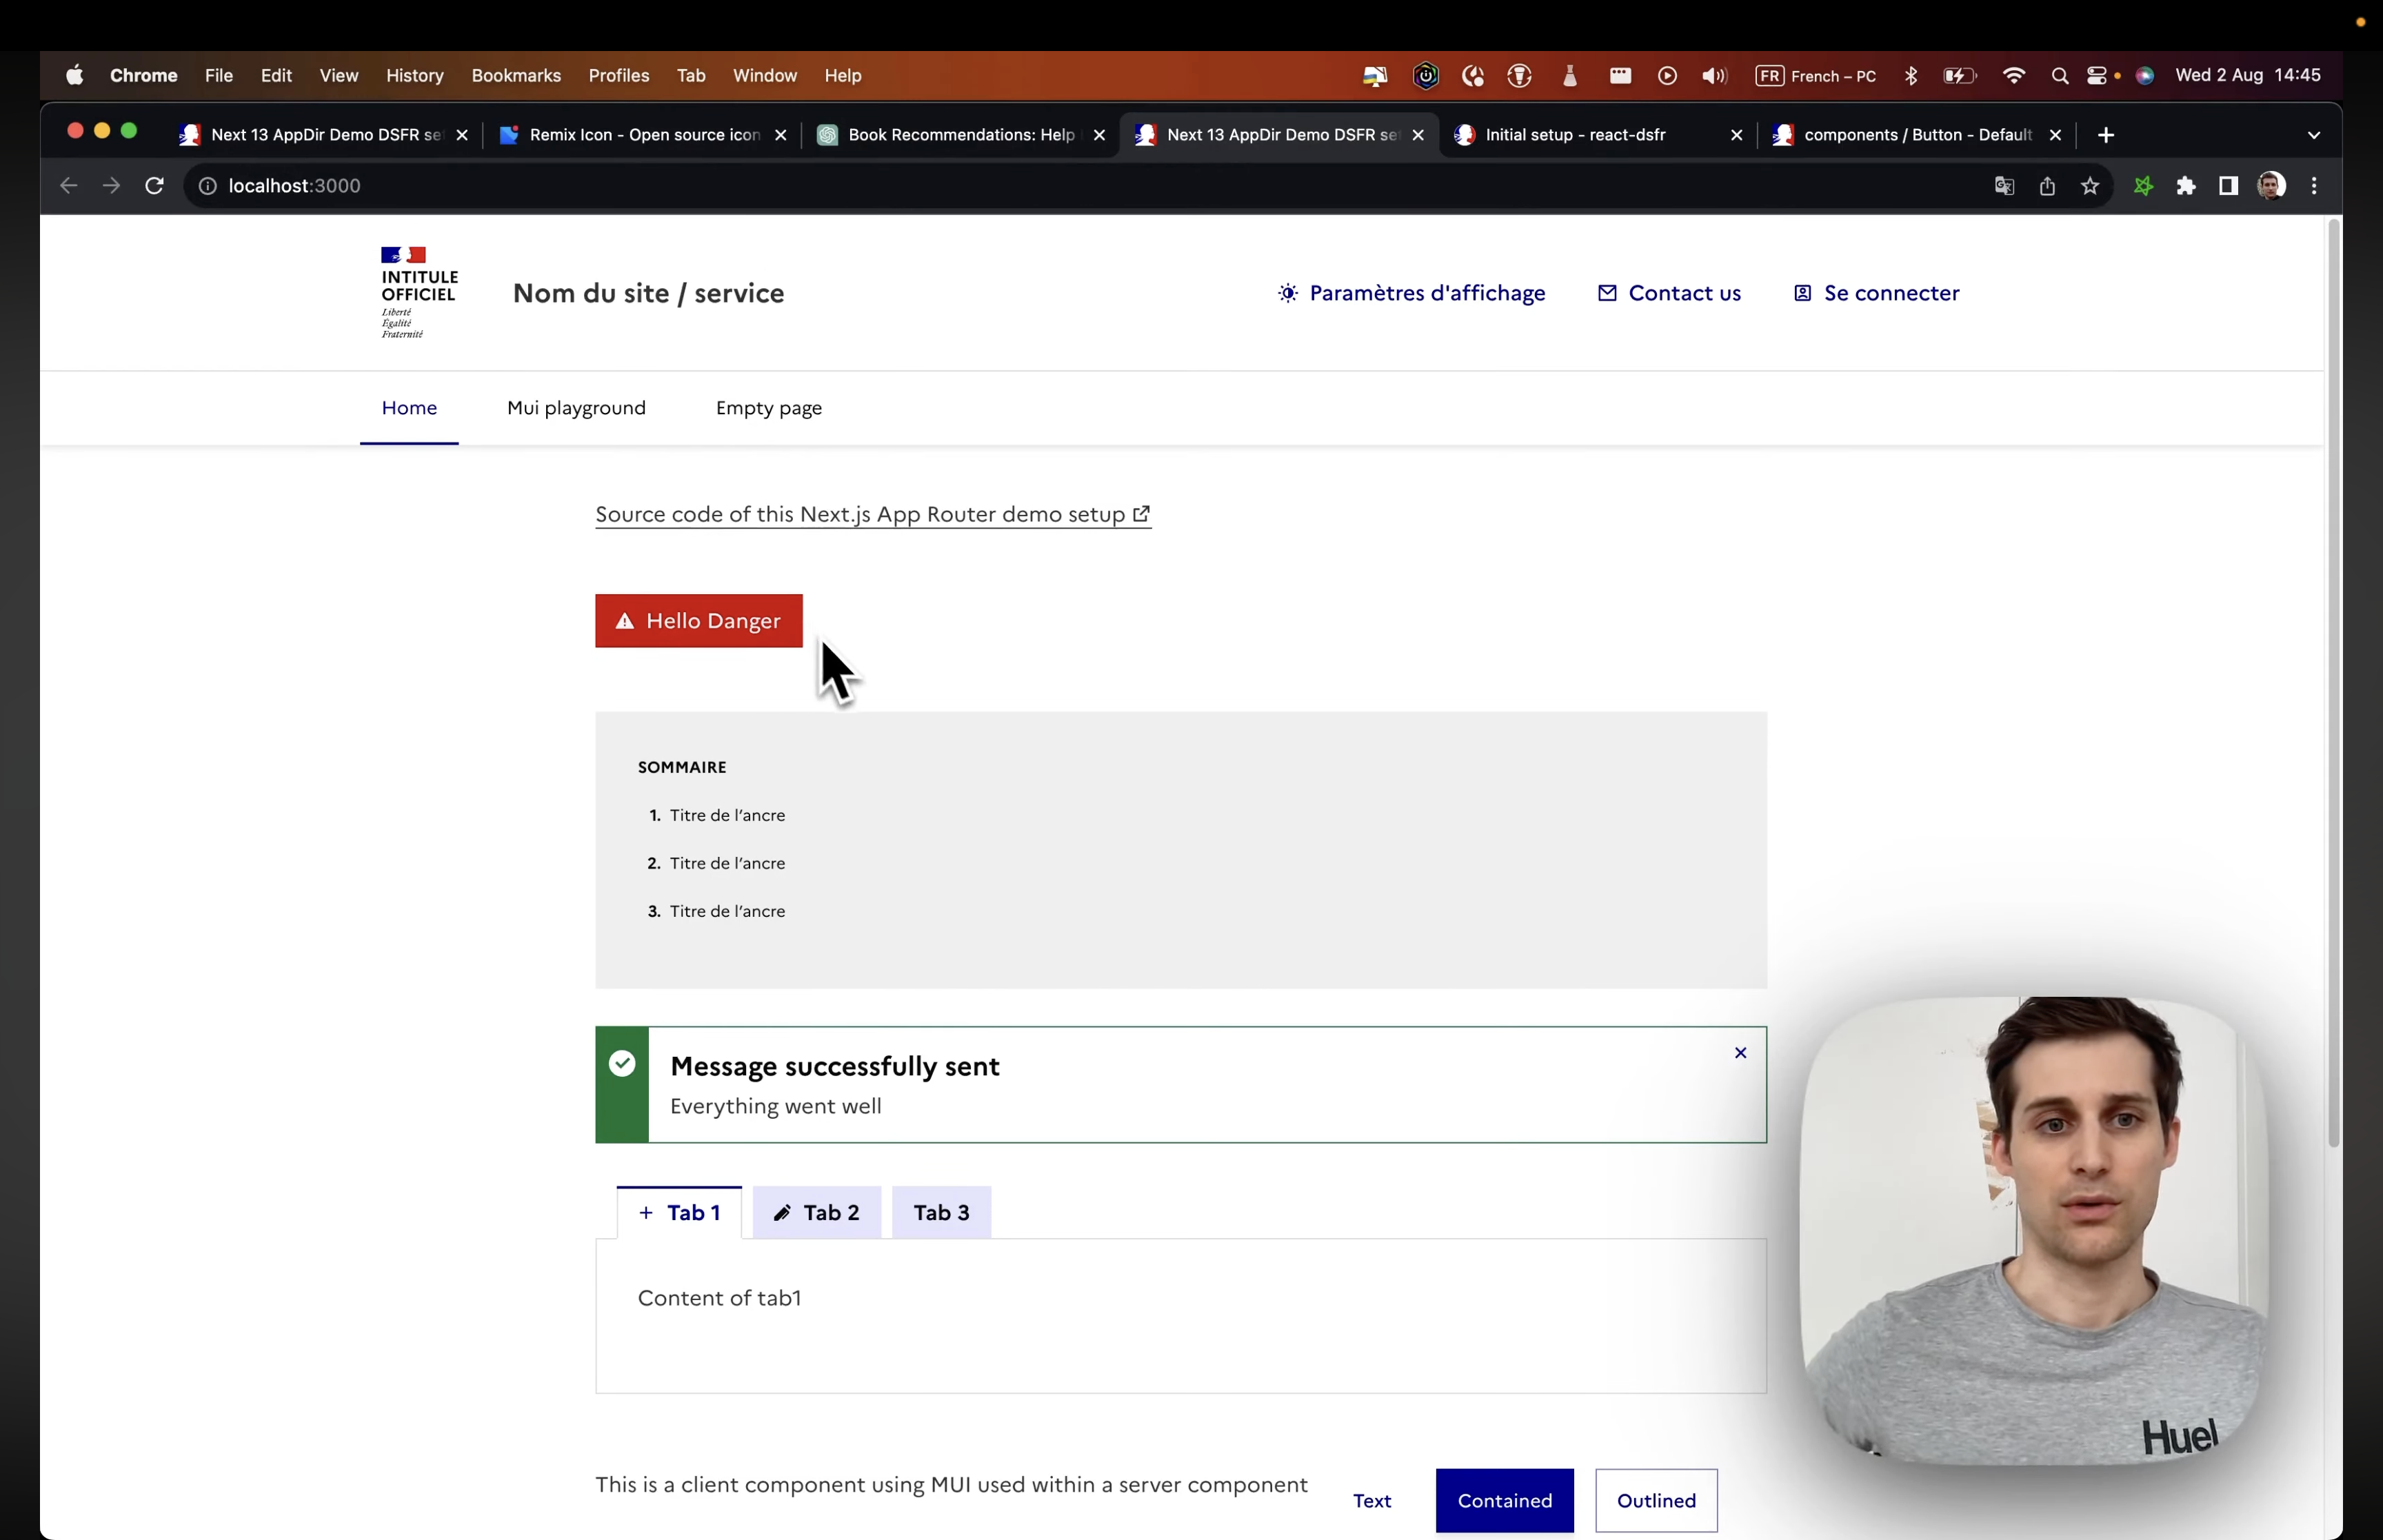 Chrome File Edit View History Bookmarks Profiles Tab Window Help FR French – PC Wed 2 Aug 14:45
Next 13 AppDir Demo DSFR se Remix Icon - Open source icon Book Recommendations: Help Next 13 AppDir Demo DSFR se Initial setup - react-dsfr components / Button - Default
localhost:3000
INTITULE
OFFICIEL
Liberté
Égalité
Fraternité
Nom du site / service
Paramètres d'affichage Contact us Se connecter
Home Mui playground Empty page
Source code of this Next.js App Router demo setup
Hello Danger
SOMMAIRE
1. Titre de l’ancre
2. Titre de l’ancre
3. Titre de l’ancre
Message successfully sent
Everything went well
Tab 1 Tab 2 Tab 3
Content of tab1
This is a client component using MUI used within a server component Text Contained Outlined
Huel